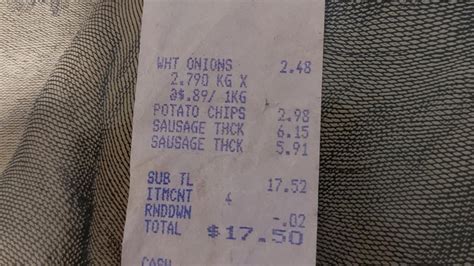 WHT ONIONS 2.48
2.790 KG X
@$.89/ 1KG
POTATO CHIPS 2.98
SAUSAGE THCK 6.15
SAUSAGE THCK 5.91
SUB TL 17.52
ITMCNT 4
RNDDWN -.02
TOTAL $17.50
CASH